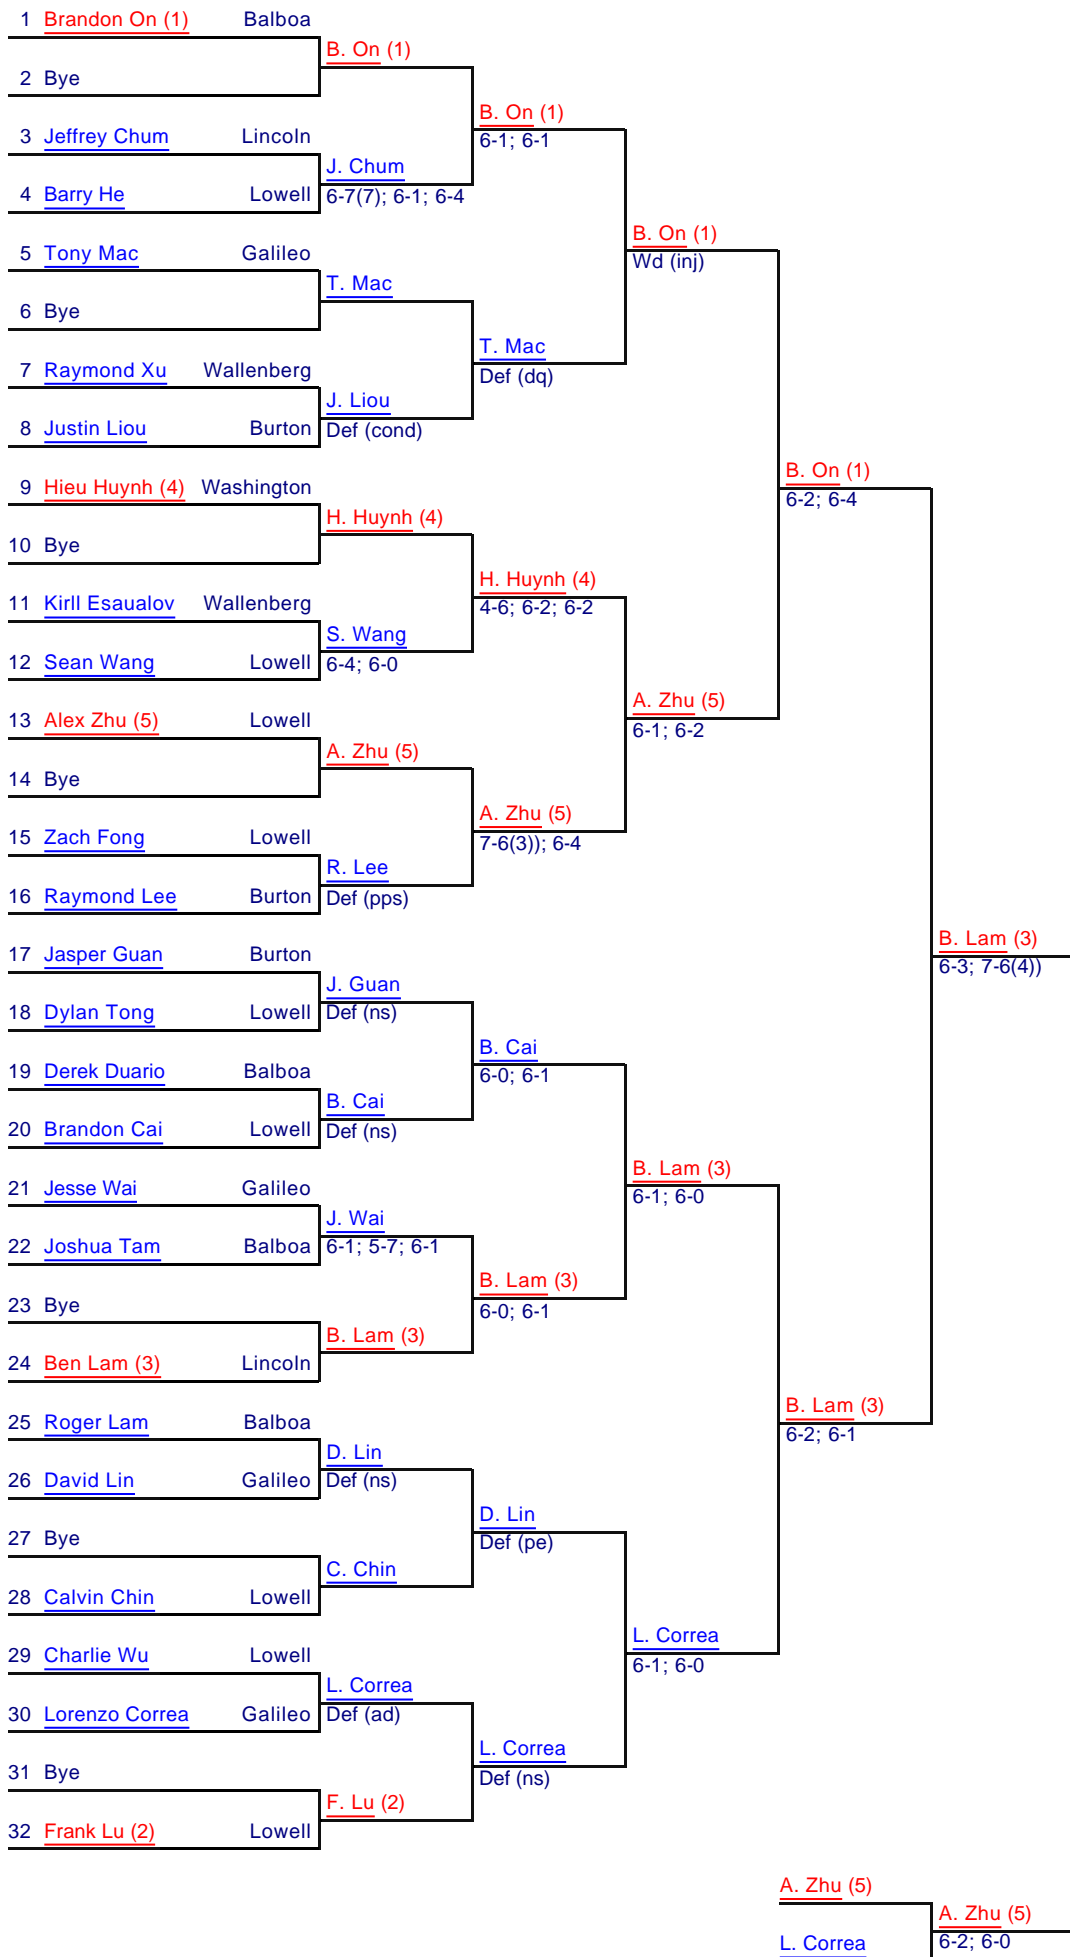 1 Brandon On (1) Balboa
B. On (1)
2 Bye
B. On (1)
6-1; 6-1
3 Jeffrey Chum Lincoln
J. Chum
6-7(7); 6-1; 6-4
4 Barry He Lowell
B. On (1)
Wd (inj)
5 Tony Mac Galileo
T. Mac
6 Bye
T. Mac
Def (dq)
7 Raymond Xu Wallenberg
J. Liou
Def (cond)
8 Justin Liou Burton
B. On (1)
6-2; 6-4
9 Hieu Huynh (4) Washington
H. Huynh (4)
10 Bye
H. Huynh (4)
4-6; 6-2; 6-2
11 Kirll Esaualov Wallenberg
S. Wang
6-4; 6-0
12 Sean Wang Lowell
A. Zhu (5)
6-1; 6-2
13 Alex Zhu (5) Lowell
A. Zhu (5)
14 Bye
A. Zhu (5)
7-6(3)); 6-4
15 Zach Fong Lowell
R. Lee
Def (pps)
16 Raymond Lee Burton
B. Lam (3)
6-3; 7-6(4))
17 Jasper Guan Burton
J. Guan
Def (ns)
18 Dylan Tong Lowell
B. Cai
6-0; 6-1
19 Derek Duario Balboa
B. Cai
Def (ns)
20 Brandon Cai Lowell
B. Lam (3)
6-1; 6-0
21 Jesse Wai Galileo
J. Wai
6-1; 5-7; 6-1
22 Joshua Tam Balboa
B. Lam (3)
6-0; 6-1
23 Bye
B. Lam (3)
24 Ben Lam (3) Lincoln
B. Lam (3)
6-2; 6-1
25 Roger Lam Balboa
D. Lin
Def (ns)
26 David Lin Galileo
D. Lin
Def (pe)
27 Bye
C. Chin
28 Calvin Chin Lowell
L. Correa
6-1; 6-0
29 Charlie Wu Lowell
L. Correa
Def (ad)
30 Lorenzo Correa Galileo
L. Correa
Def (ns)
31 Bye
F. Lu (2)
32 Frank Lu (2) Lowell
A. Zhu (5)
A. Zhu (5)
6-2; 6-0
L. Correa